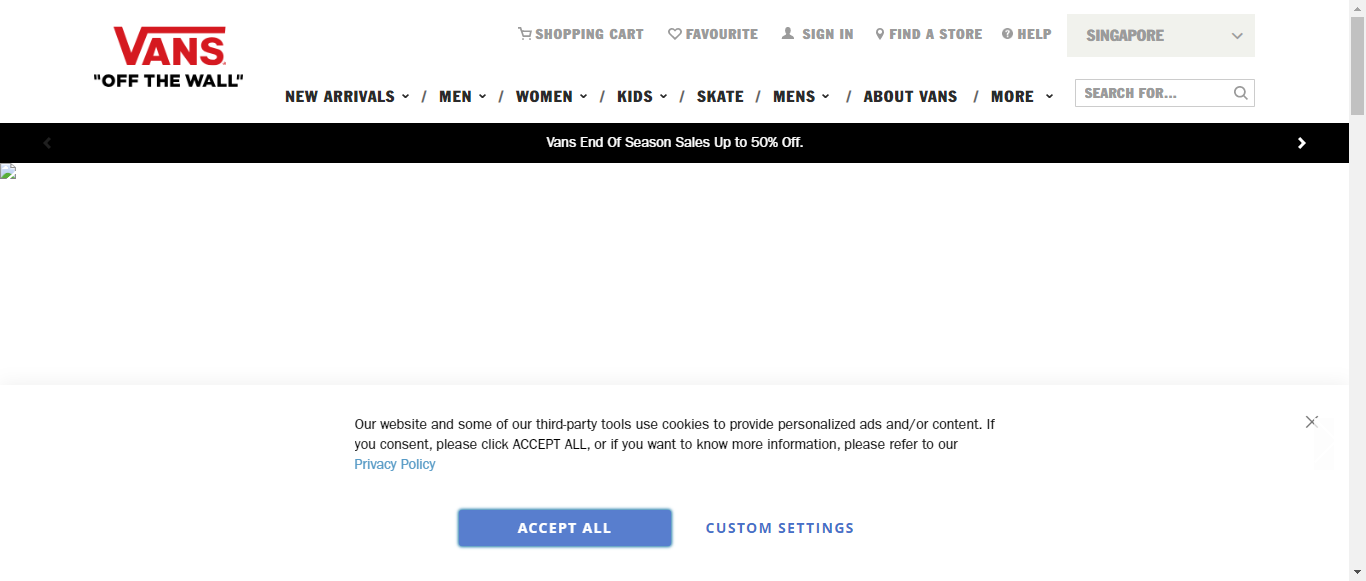 SHOPPING CART FAVOURITE SIGN IN FIND A STORE HELP SINGAPORE
VANS
"OFF THE WALL"
NEW ARRIVALS / MEN / WOMEN / KIDS / SKATE / MENS / ABOUT VANS / MORE SEARCH FOR...
Vans End Of Season Sales Up to 50% Off.
Our website and some of our third-party tools use cookies to provide personalized ads and/or content. If
you consent, please click ACCEPT ALL, or if you want to know more information, please refer to our
Privacy Policy
ACCEPT ALL CUSTOM SETTINGS